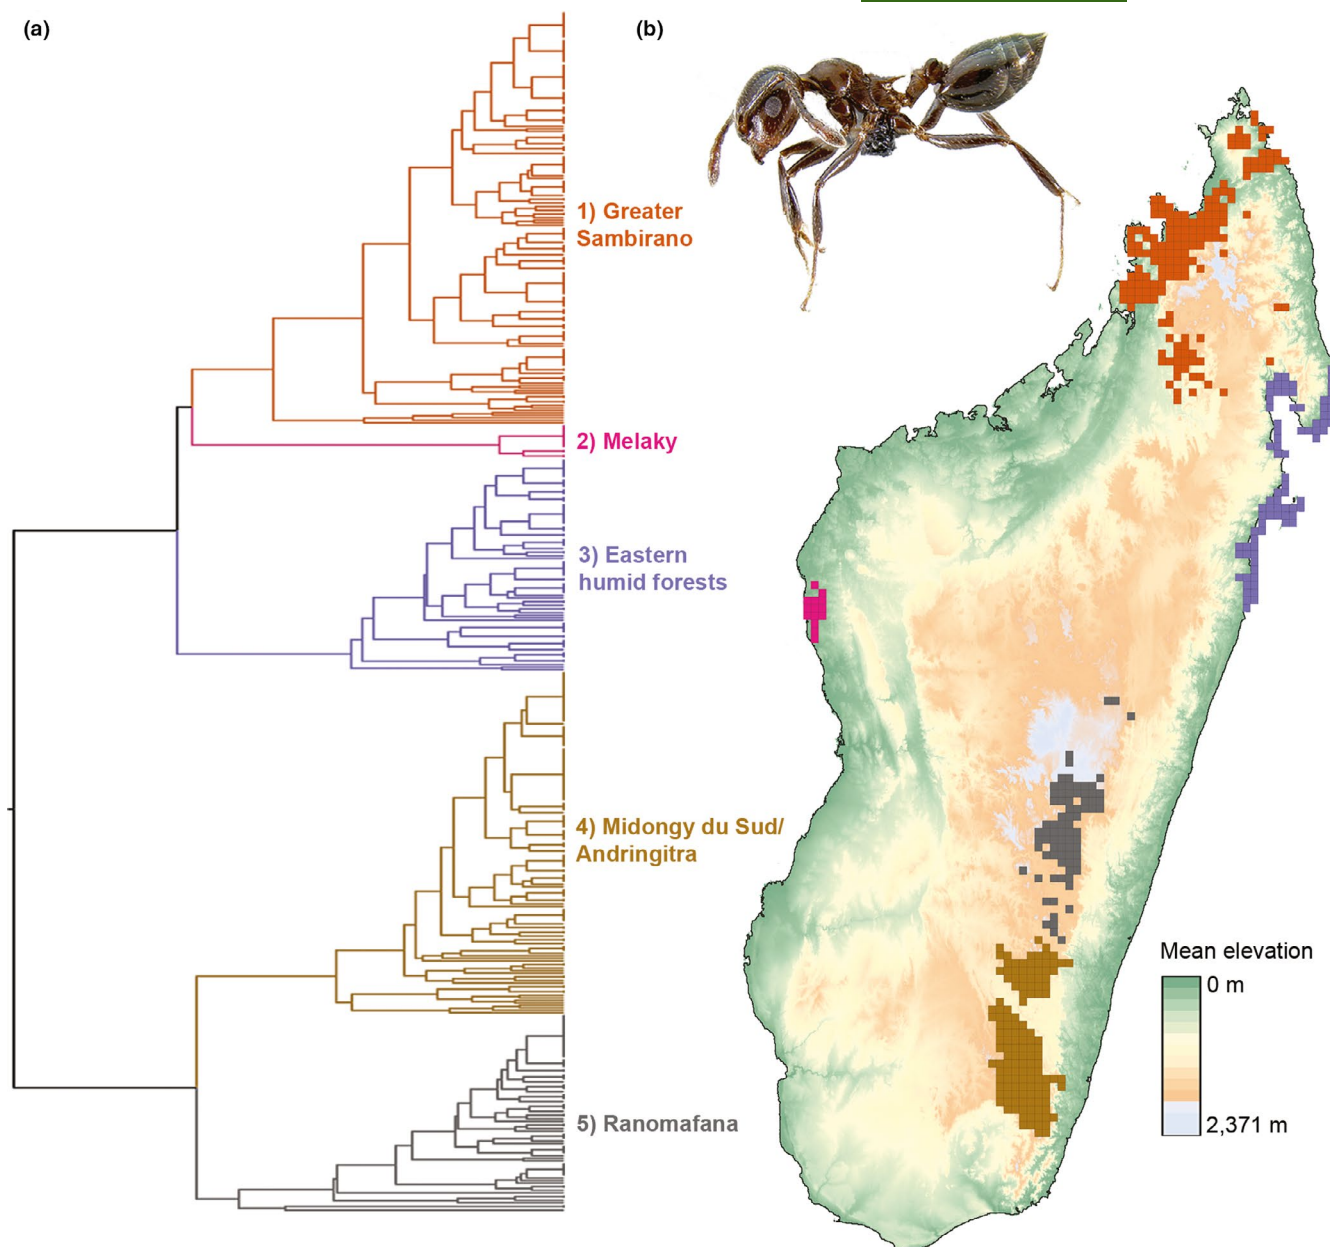 (a)
(b)
1) Greater
Sambirano
2) Melaky
3) Eastern
humid forests
4) Midongy du Sud/
Andringitra
5) Ranomafana
Mean elevation
0 m
2,371 m